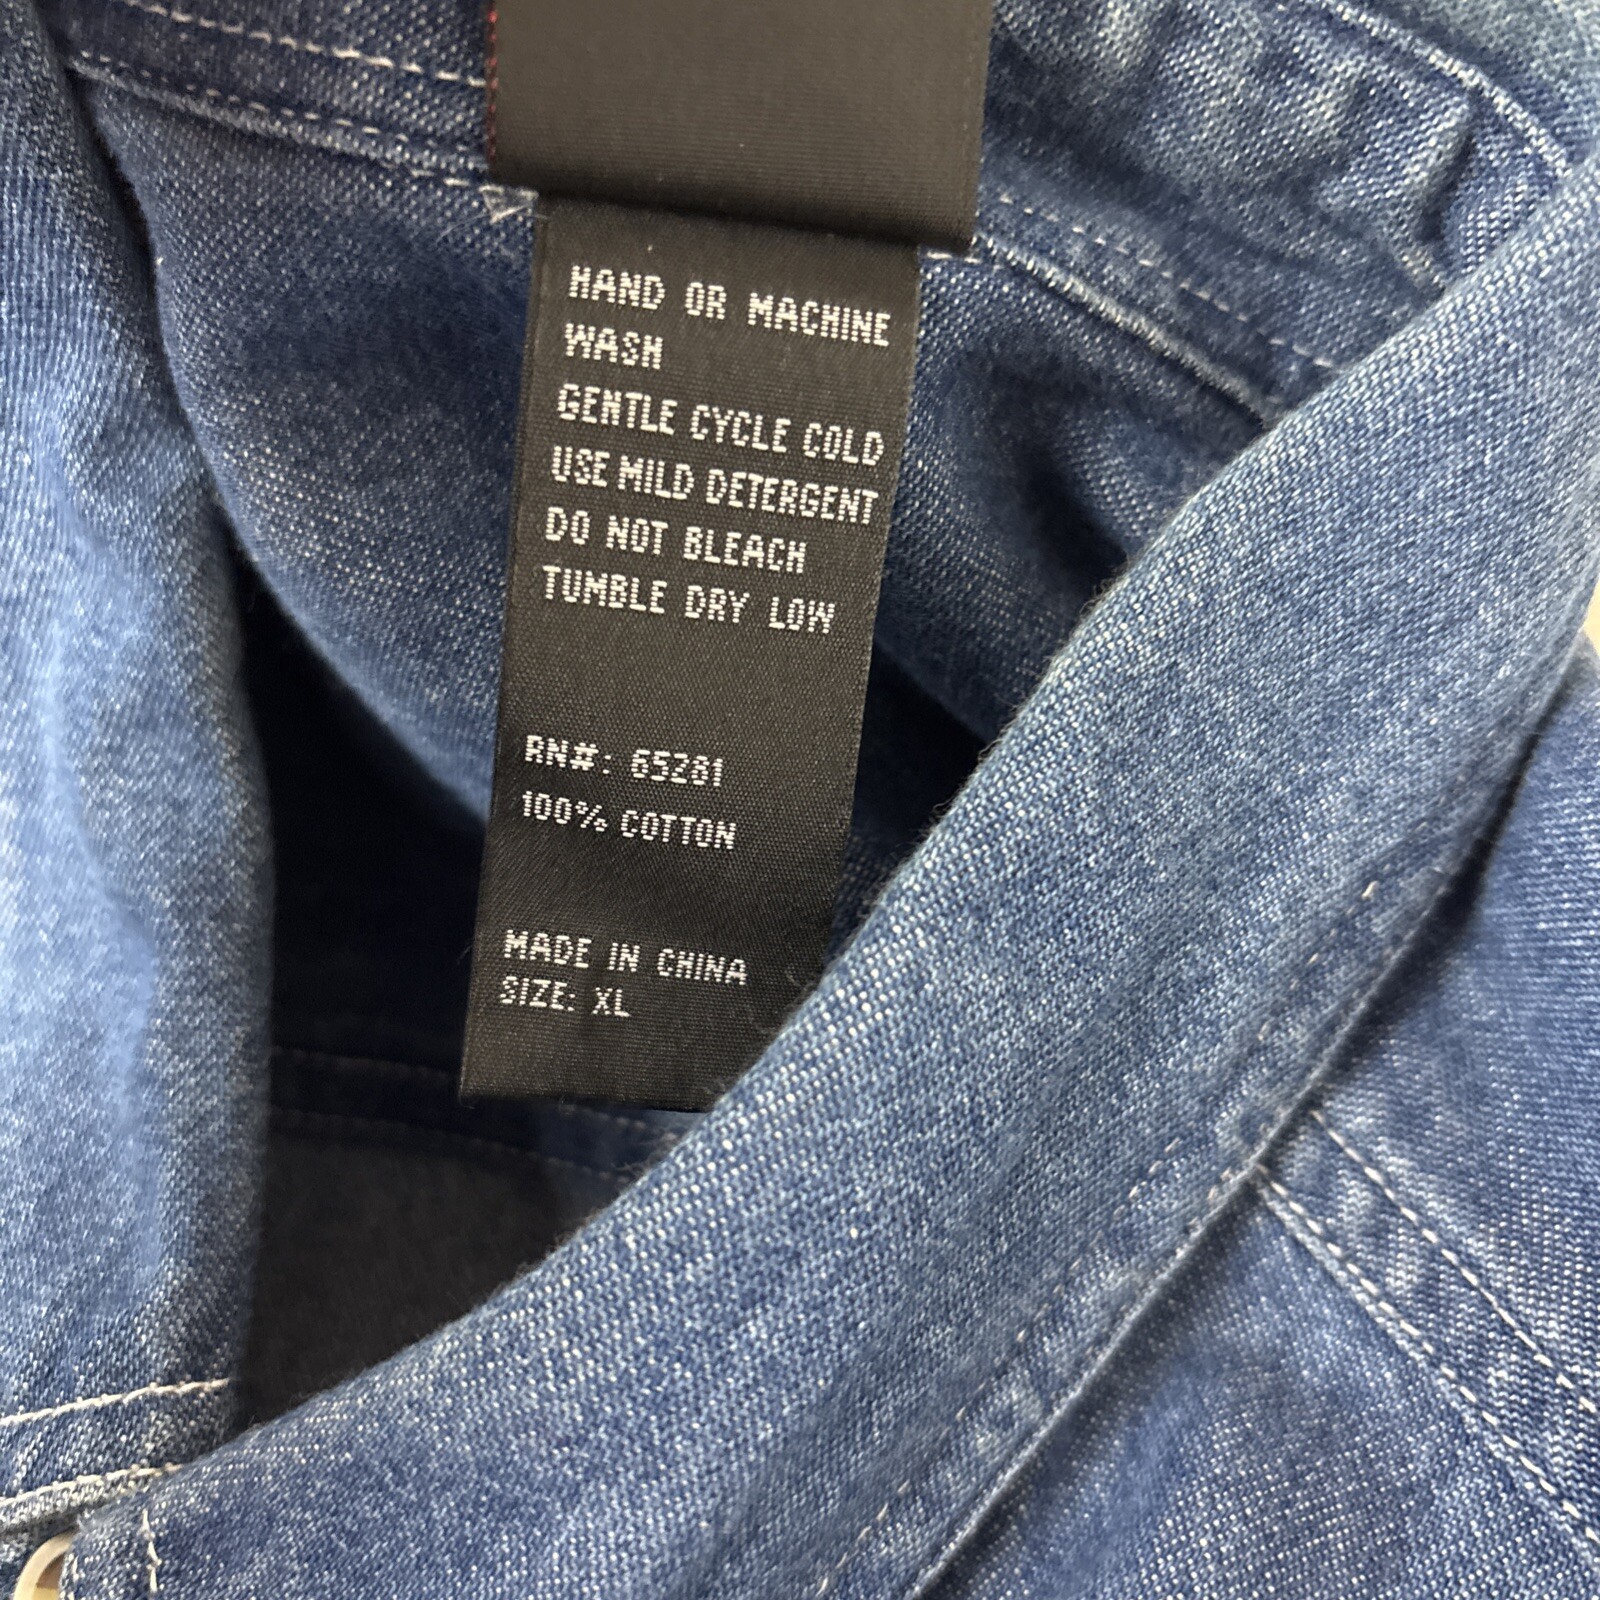 HAND OR MACHINE
WASH
GENTLE CYCLE COLD
USE MILD DETERGENT
DO NOT BLEACH
TUMBLE DRY LOW
RN#: 65281
100% COTTON
MADE IN CHINA
SIZE: XL